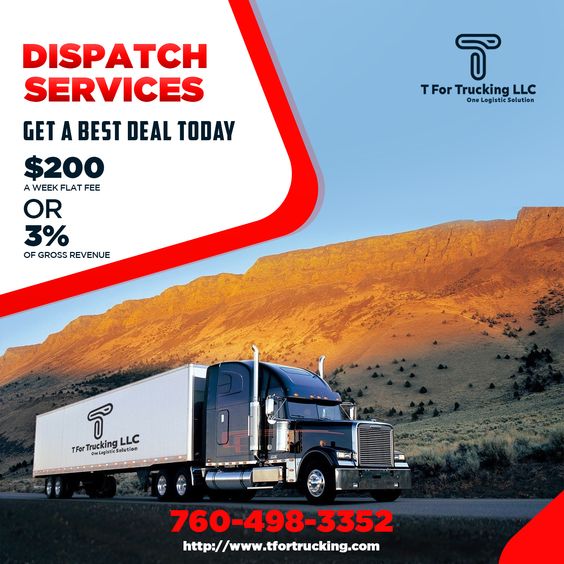 DISPATCH
SERVICES
GET A BEST DEAL TODAY
$200
A WEEK FLAT FEE
OR
3%
OF GROSS REVENUE
T For Trucking LLC
One Logistic Solution
T For Trucking LLC
One Logistic Solution
760-498-3352
http://www.tfortrucking.com